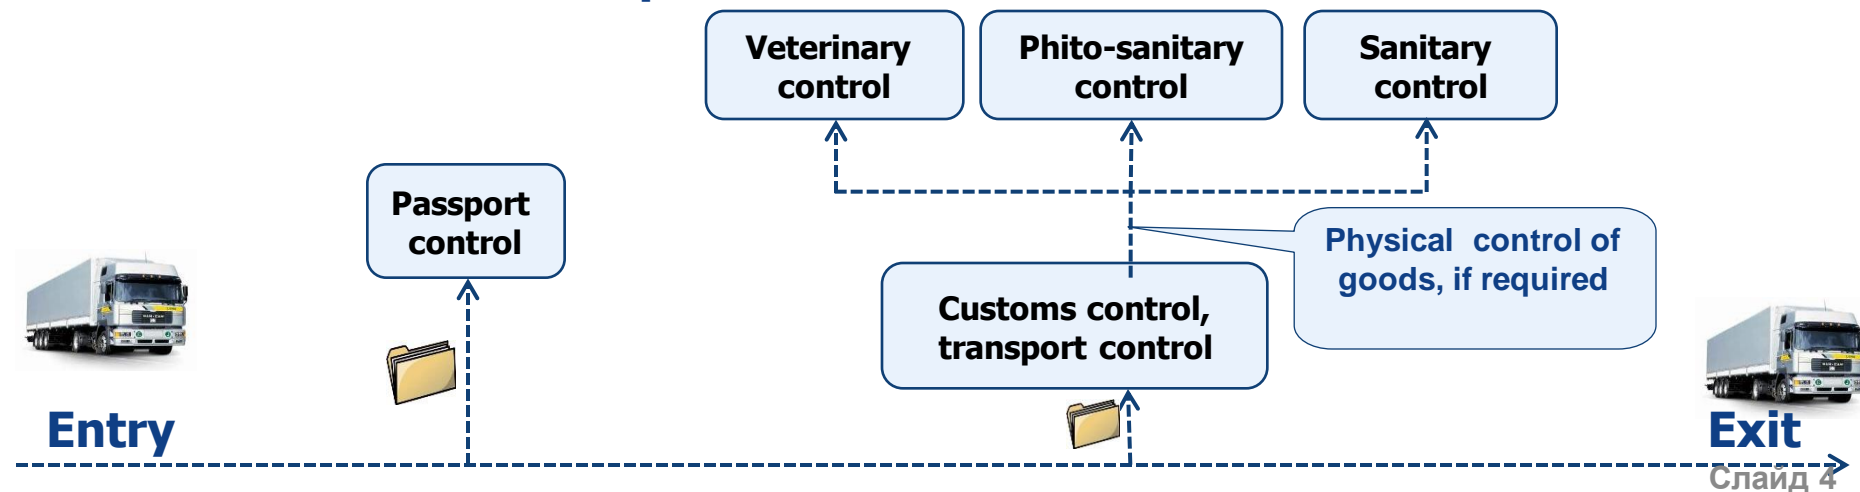 Veterinary
control
Phito-sanitary
control
Sanitary
control
Passport
control
Physical control of
goods, if required
Customs control,
transport control
Entry
Exit
Слайд 4